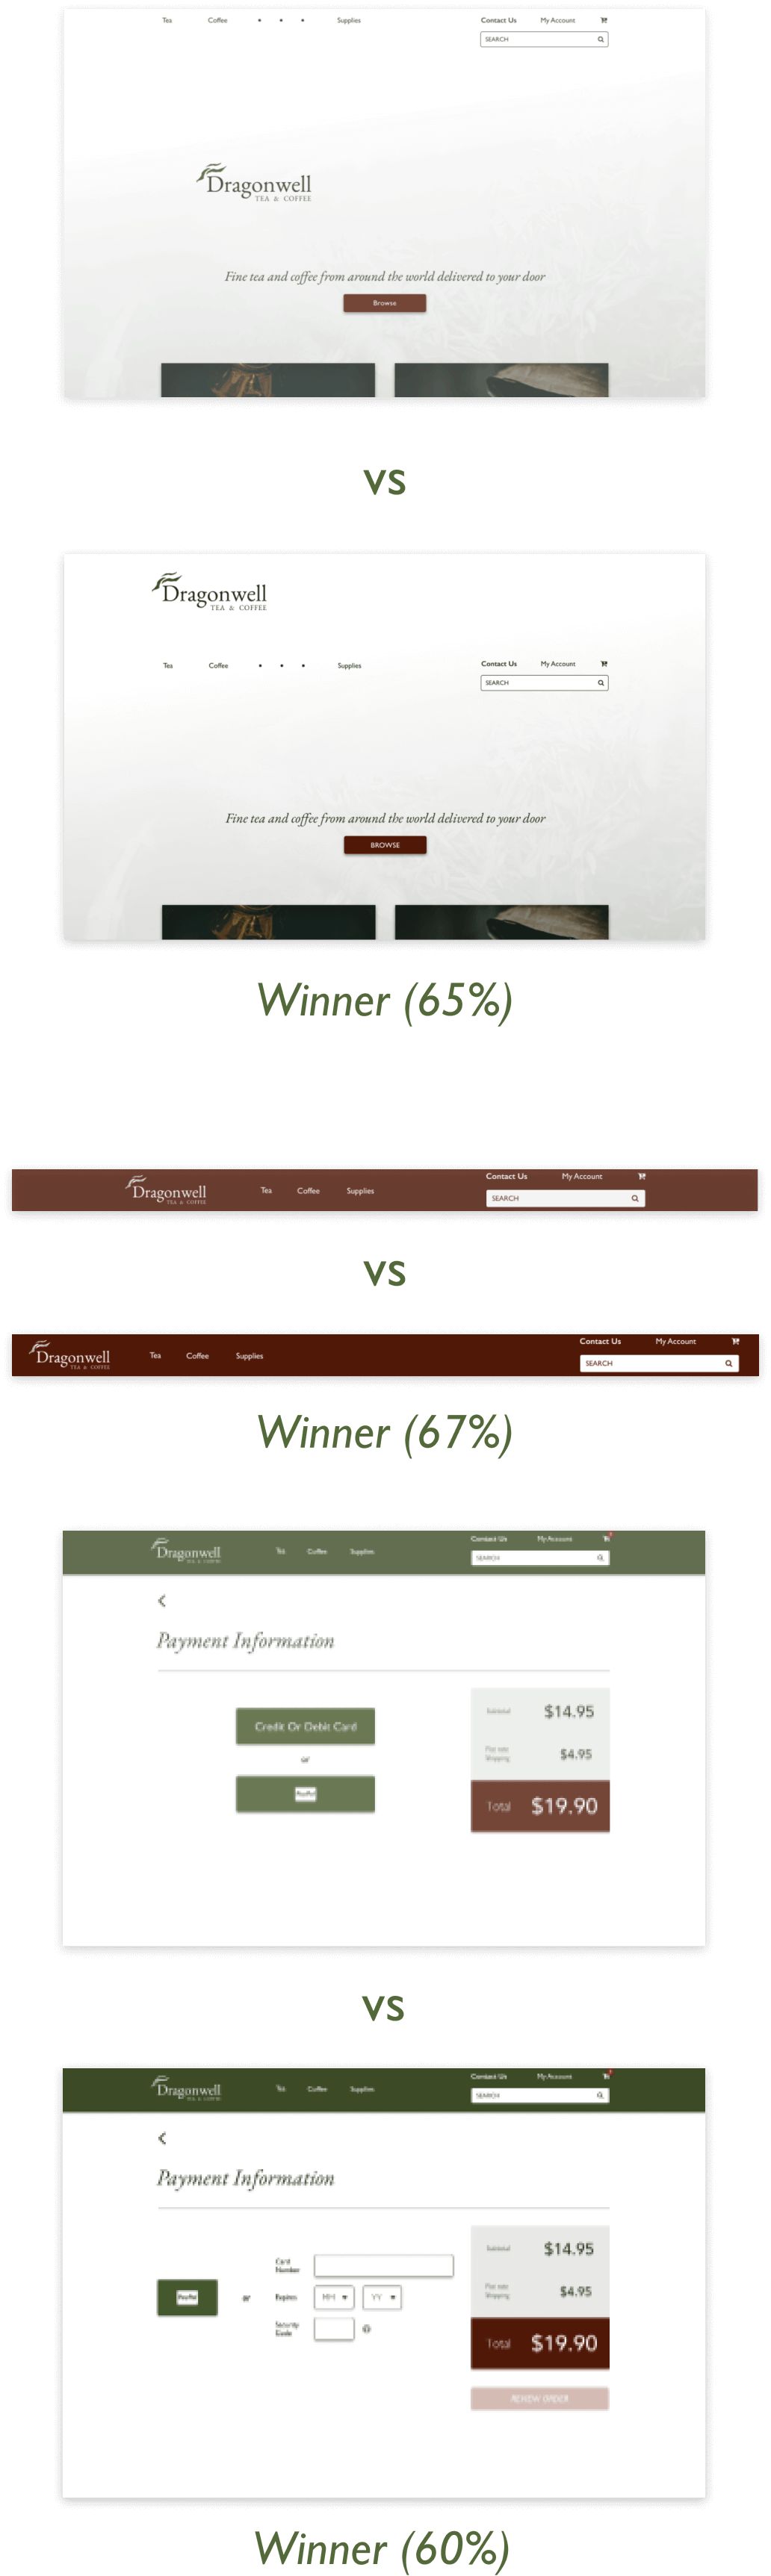 Tea Coffee • • • Supplies Contact Us My Account
SEARCH
Dragonwell
TEA & COFFEE
Fine tea and coffee from around the world delivered to your door
Browse
vs
Dragonwell
TEA & COFFEE
Tea Coffee • • • Supplies Contact Us My Account
SEARCH
Fine tea and coffee from around the world delivered to your door
BROWSE
Winner (65%)
Contact Us My Account
Dragonwell Tea Coffee Supplies
TEA & COFFEE SEARCH
vs
Contact Us My Account
Dragonwell Tea Coffee Supplies
TEA & COFFEE SEARCH
Winner (67%)
Contact Us My Account
Dragonwell Tea Coffee Supplies
TEA & COFFEE SEARCH
Payment Information
Credit Or Debit Card
or
PayPal
Subtotal $14.95
Flat rate
Shipping $4.95
Total $19.90
vs
Contact Us My Account
Dragonwell Tea Coffee Supplies
TEA & COFFEE SEARCH
Payment Information
Subtotal $14.95
Card
Number
PayPal or Expires MM YY
Flat rate
Shipping $4.95
Security
Code
Total $19.90
REVIEW ORDER
Winner (60%)